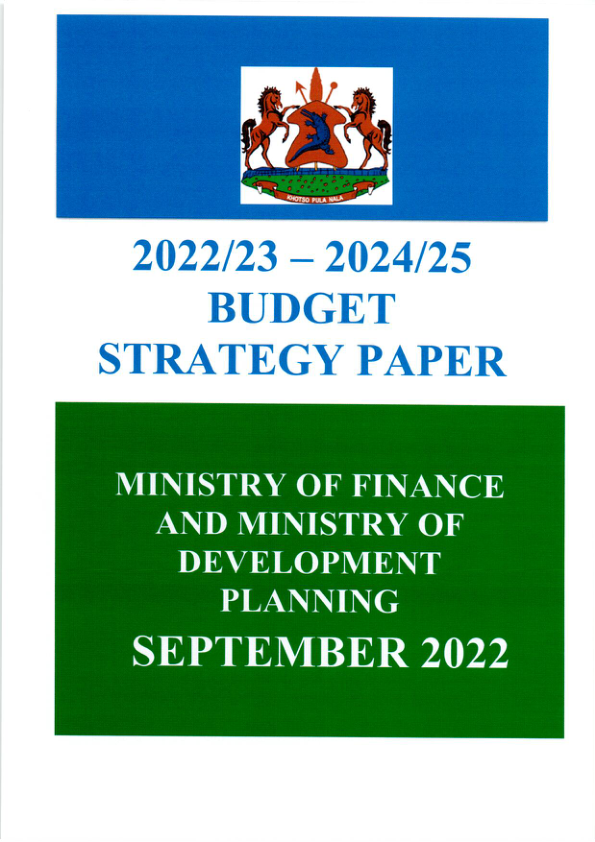 KHOTSO PULA NALA
2022/23 – 2024/25
BUDGET
STRATEGY PAPER
MINISTRY OF FINANCE
AND MINISTRY OF
DEVELOPMENT
PLANNING
SEPTEMBER 2022